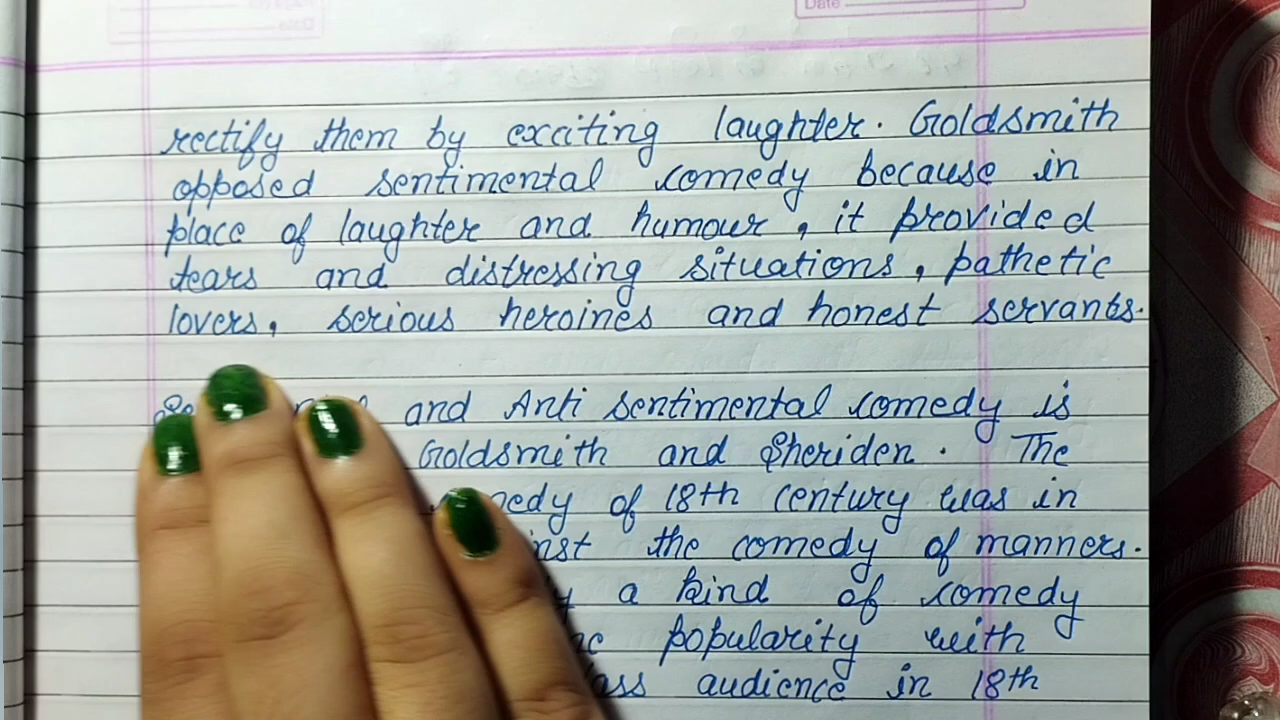 Date
Date
rectify them by exciting laughter. Goldsmith
opposed sentimental comedy because in
place of laughter and humour, it provided
tears and distressing situations, pathetic
lovers, serious heroines and honest servants.
and Anti sentimental comedy is
Goldsmith and Sheriden. The
of 18th century was in
the comedy of manners.
a kind of comedy
popularity with
audience in 18th